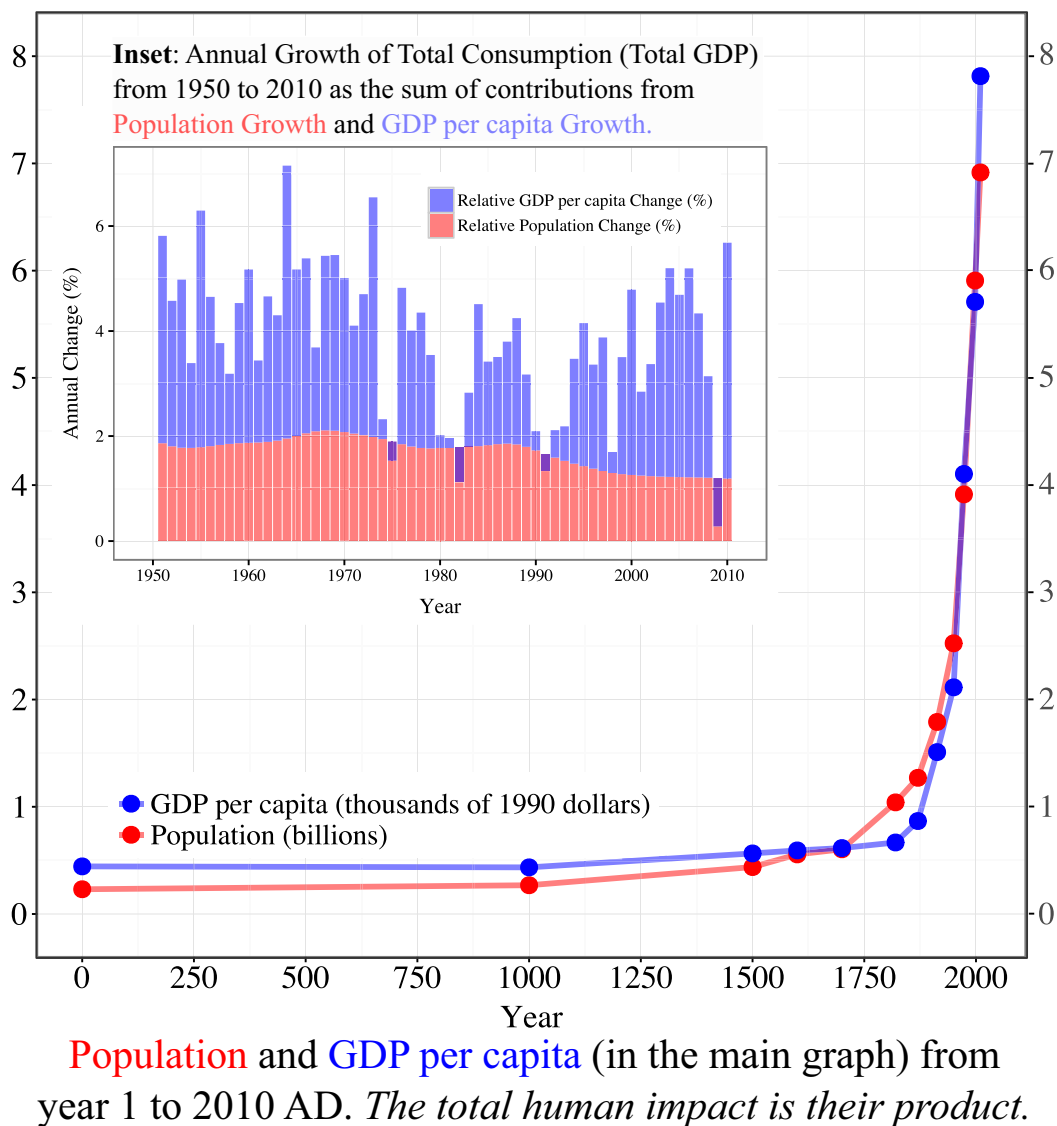 Inset: Annual Growth of Total Consumption (Total GDP)
from 1950 to 2010 as the sum of contributions from
Population Growth and GDP per capita Growth.
Relative GDP per capita Change (%)
Relative Population Change (%)
Annual Change (%)
6
4
2
0
1950 1960 1970 1980 1990 2000 2010
Year
8
7
6
5
4
3
2
1
0
8
7
6
5
4
3
2
1
0
GDP per capita (thousands of 1990 dollars)
Population (billions)
0 250 500 750 1000 1250 1500 1750 2000
Year
Population and GDP per capita (in the main graph) from
year 1 to 2010 AD. The total human impact is their product.